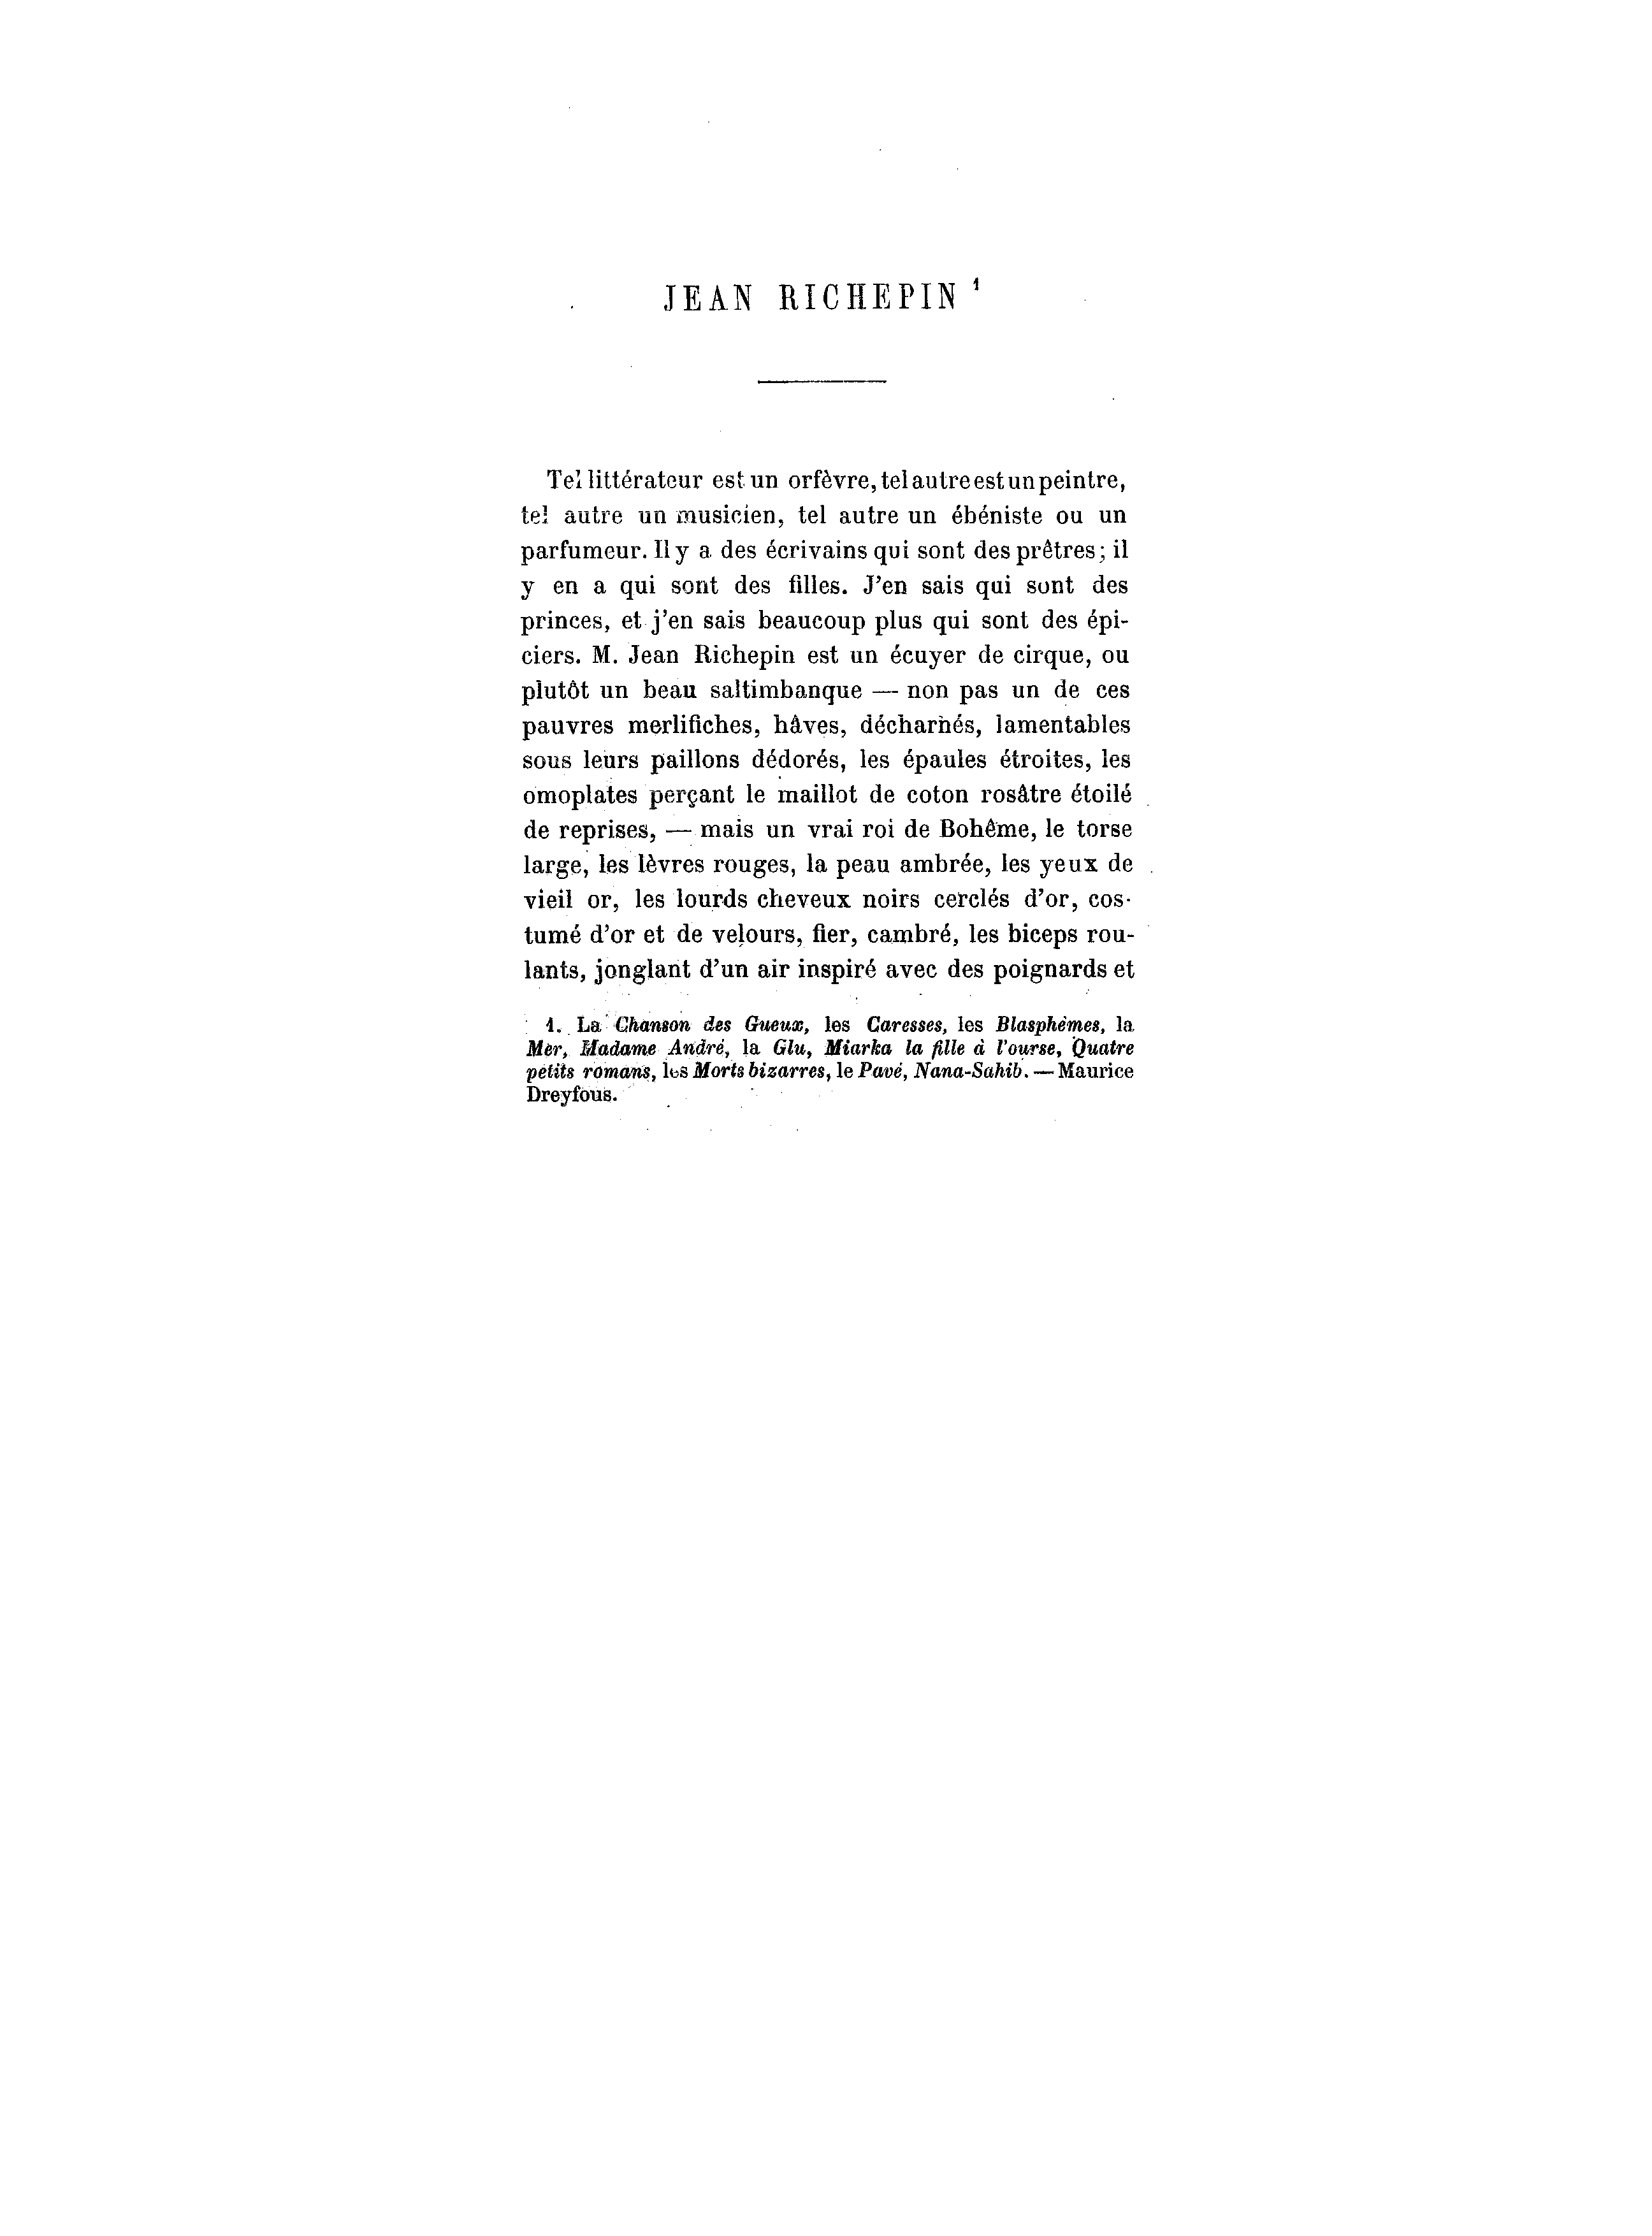 JEAN RICHEPIN ¹
Tel littérateur est un orfèvre, tel autre est un peintre,
tel autre un musicien, tel autre un ébéniste ou un
parfumeur. Il y a des écrivains qui sont des prêtres; il
y en a qui sont des filles. J'en sais qui sont des
princes, et j'en sais beaucoup plus qui sont des épi-
ciers. M. Jean Richepin est un écuyer de cirque, ou
plutôt un beau saltimbanque — non pas un de ces
pauvres merlifiches, hâves, décharnés, lamentables
sous leurs paillons dédorés, les épaules étroites, les
omoplates perçant le maillot de coton rosâtre étoilé
de reprises, — mais un vrai roi de Bohême, le torse
large, les lèvres rouges, la peau ambrée, les yeux de
vieil or, les lourds cheveux noirs cerclés d'or, cos-
tumé d'or et de velours, fier, cambré, les biceps rou-
lants, jonglant d'un air inspiré avec des poignards et
1. La Chanson des Gueux, les Caresses, les Blasphèmes, la
Mer, Madame André, la Glu, Miarka la fille à l'ourse, Quatre
petits romans, les Morts bizarres, le Pavé, Nana-Sahib. — Maurice
Dreyfous.